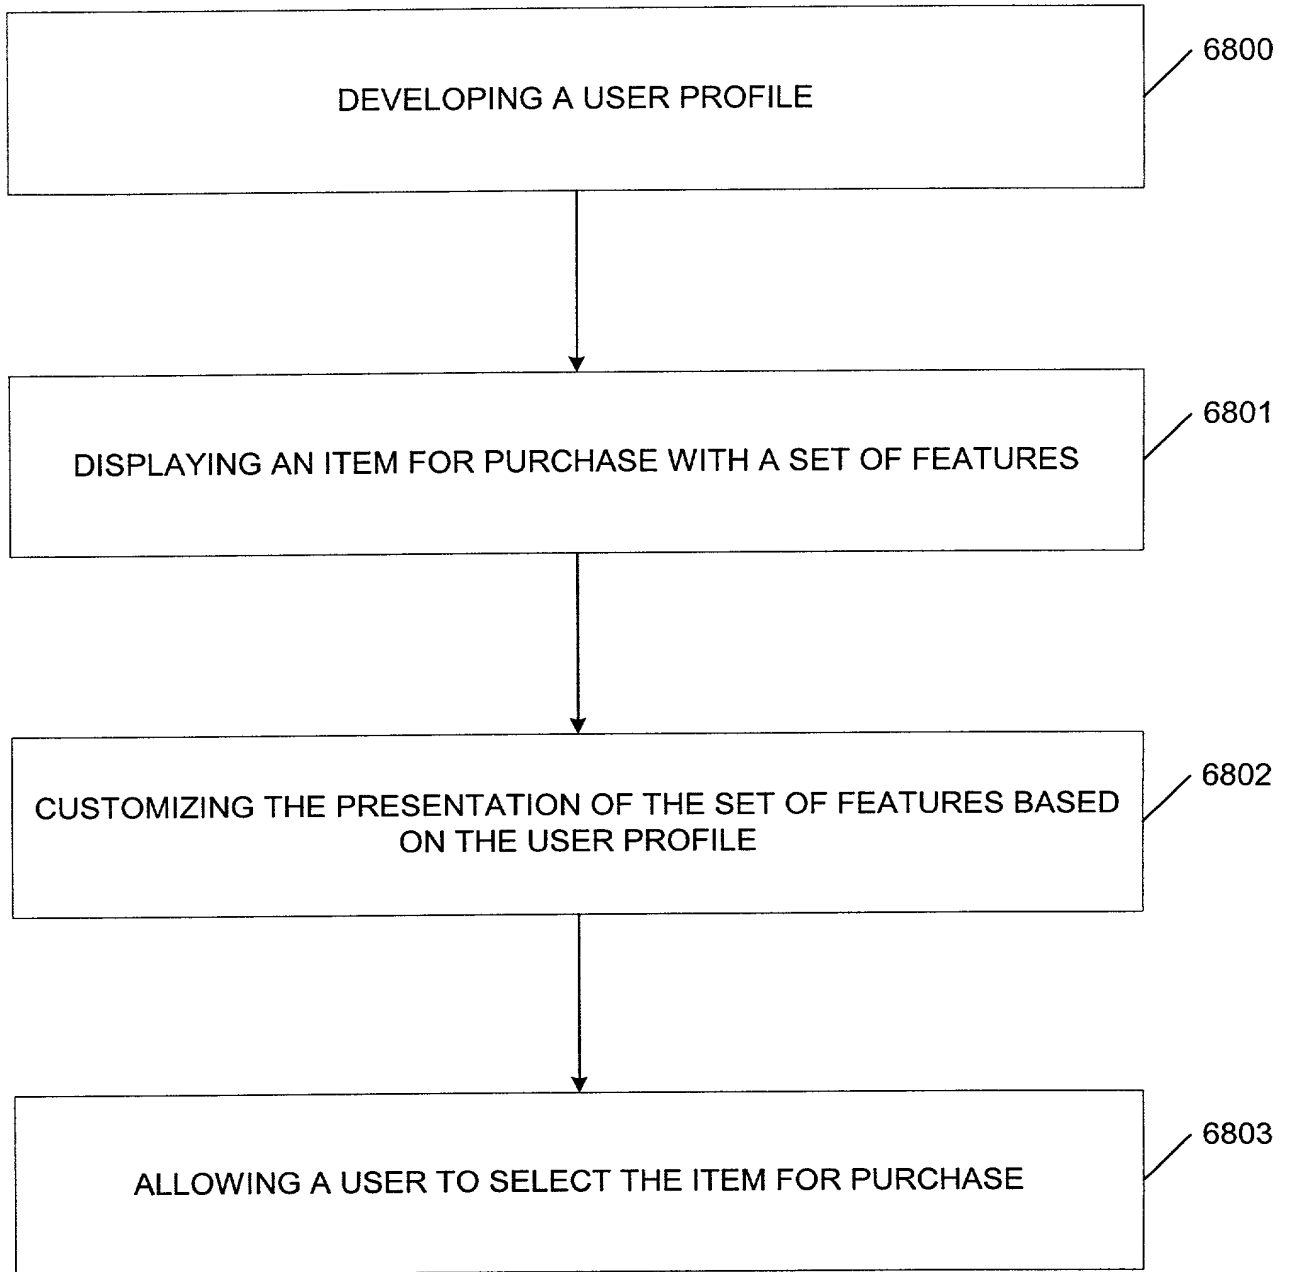 6800
DEVELOPING A USER PROFILE
6801
DISPLAYING AN ITEM FOR PURCHASE WITH A SET OF FEATURES
6802
CUSTOMIZING THE PRESENTATION OF THE SET OF FEATURES BASED
ON THE USER PROFILE
6803
ALLOWING A USER TO SELECT THE ITEM FOR PURCHASE